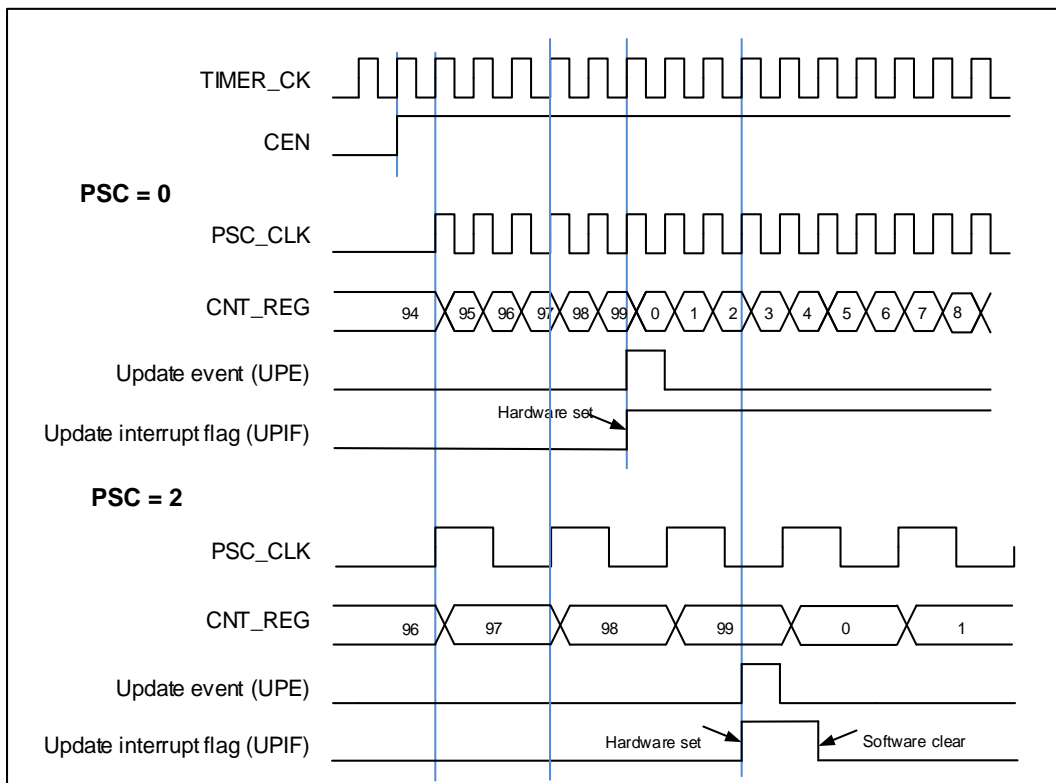 TIMER_CK
CEN
PSC = 0
PSC_CLK
CNT_REG 94 95 96 97 98 99 0 1 2 3 4 5 6 7 8
Update event (UPE)
Hardware set
Update interrupt flag (UPIF)
PSC = 2
PSC_CLK
CNT_REG 96 97 98 99 0 1
Update event (UPE)
Update interrupt flag (UPIF) Hardware set Software clear